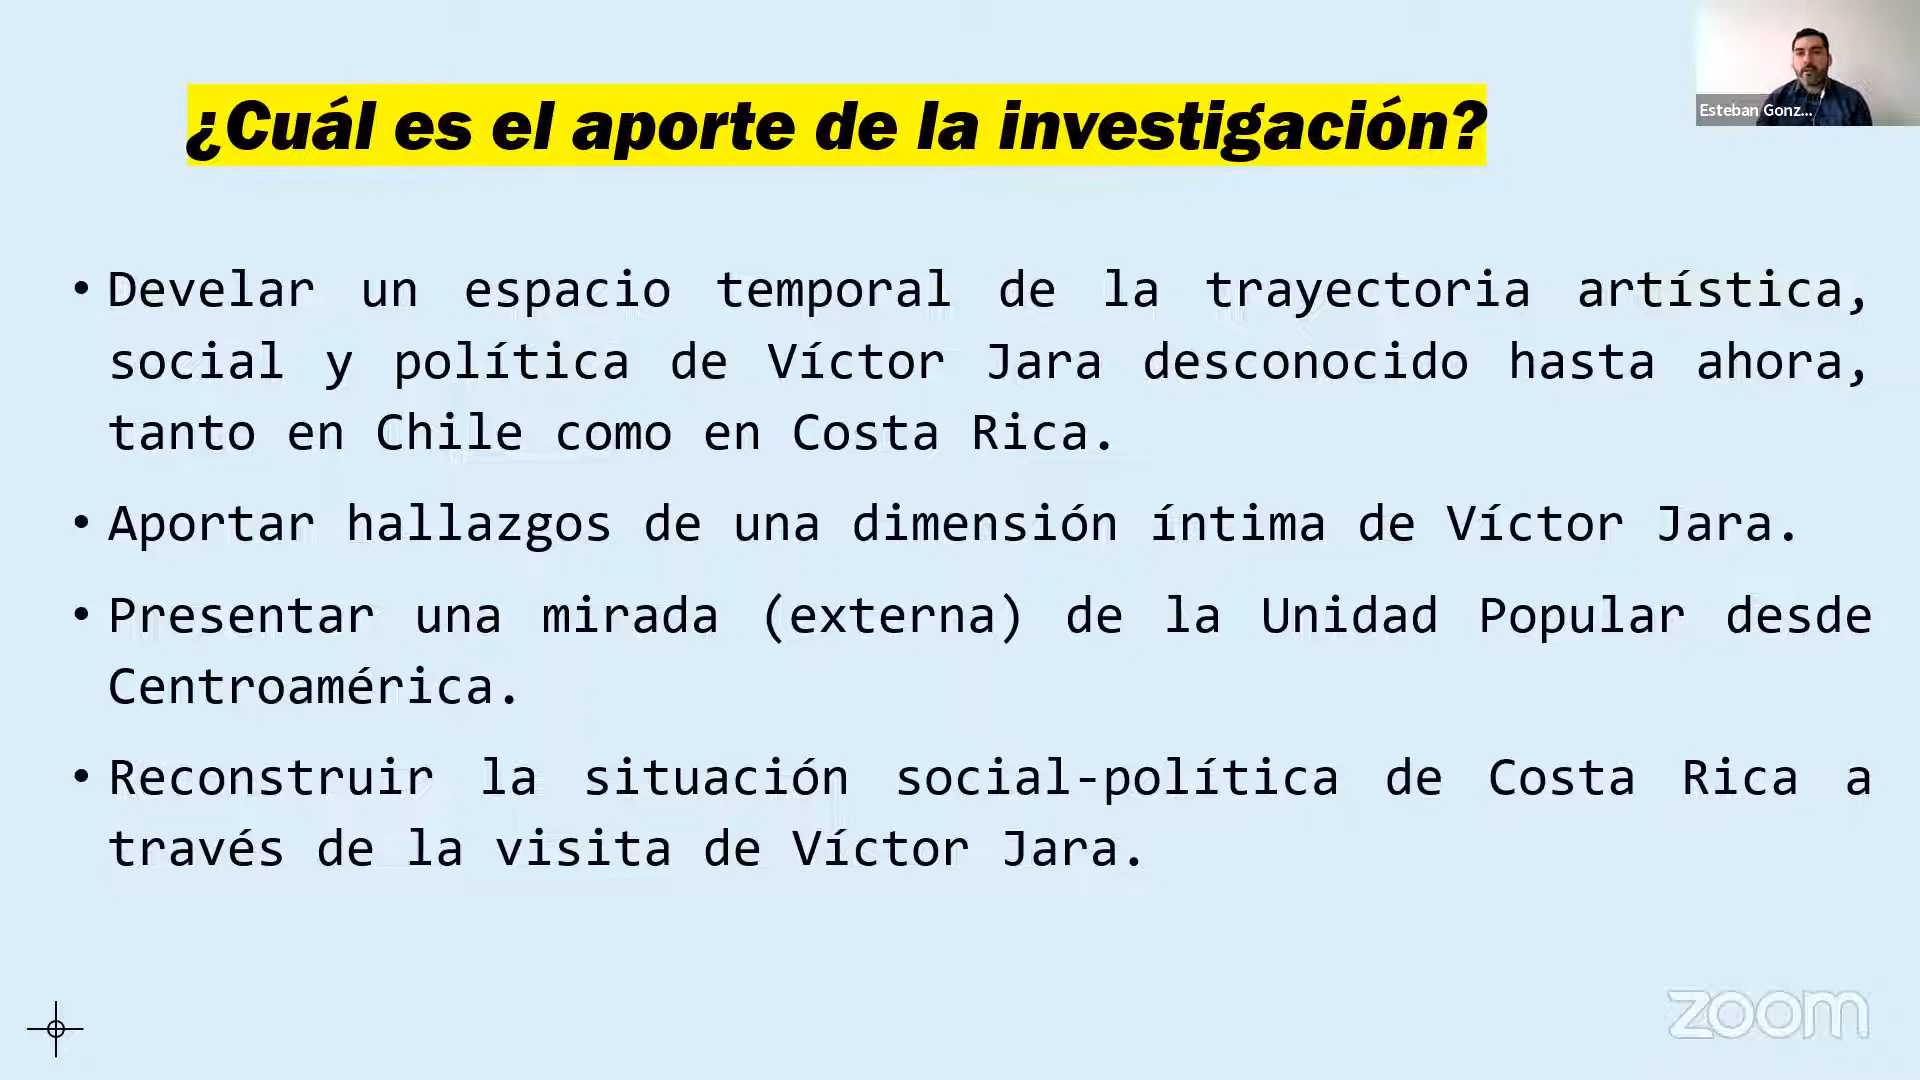 ¿Cuál es el aporte de la investigación?
Esteban Gonz...
• Develar un espacio temporal de la trayectoria artística,
social y política de Víctor Jara desconocido hasta ahora,
tanto en Chile como en Costa Rica.
• Aportar hallazgos de una dimensión íntima de Víctor Jara.
• Presentar una mirada (externa) de la Unidad Popular desde
Centroamérica.
• Reconstruir la situación social-política de Costa Rica a
través de la visita de Víctor Jara.
zoom